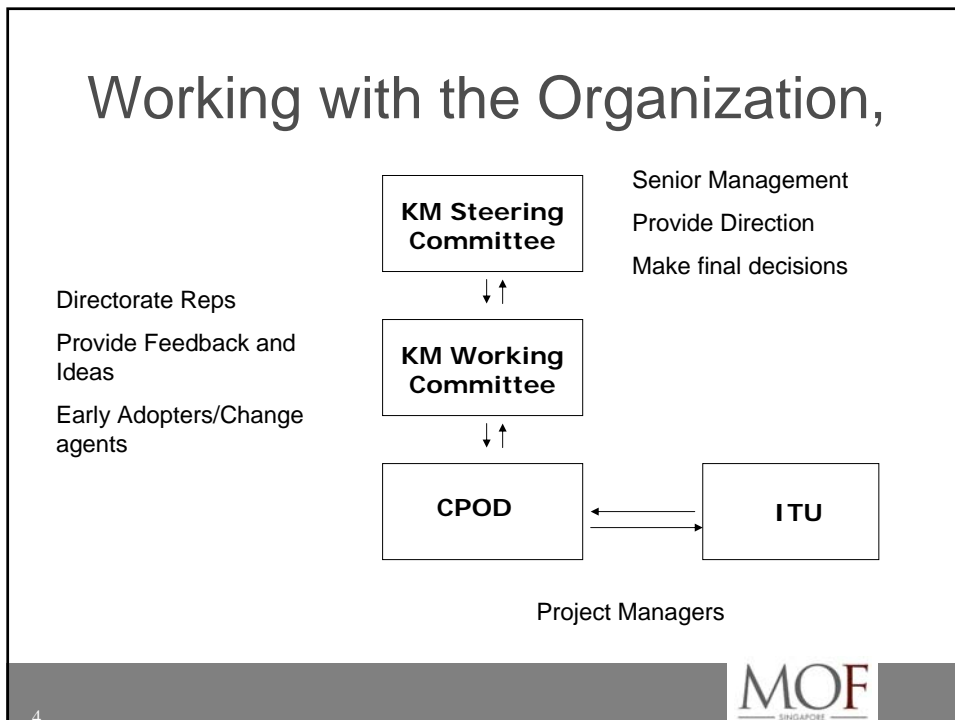 Working with the Organization,
KM Steering
Committee
Senior Management
Provide Direction
Make final decisions
Directorate Reps
Provide Feedback and
Ideas
Early Adopters/Change
agents
KM Working
Committee
CPOD
ITU
Project Managers
4
MOF
SINGAPORE